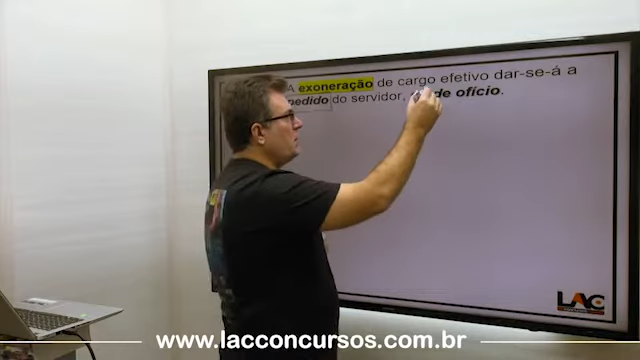 A exoneração de cargo efetivo dar-se-á a
pedido do servidor, de ofício.
LAC
www.lacconcursos.com.br